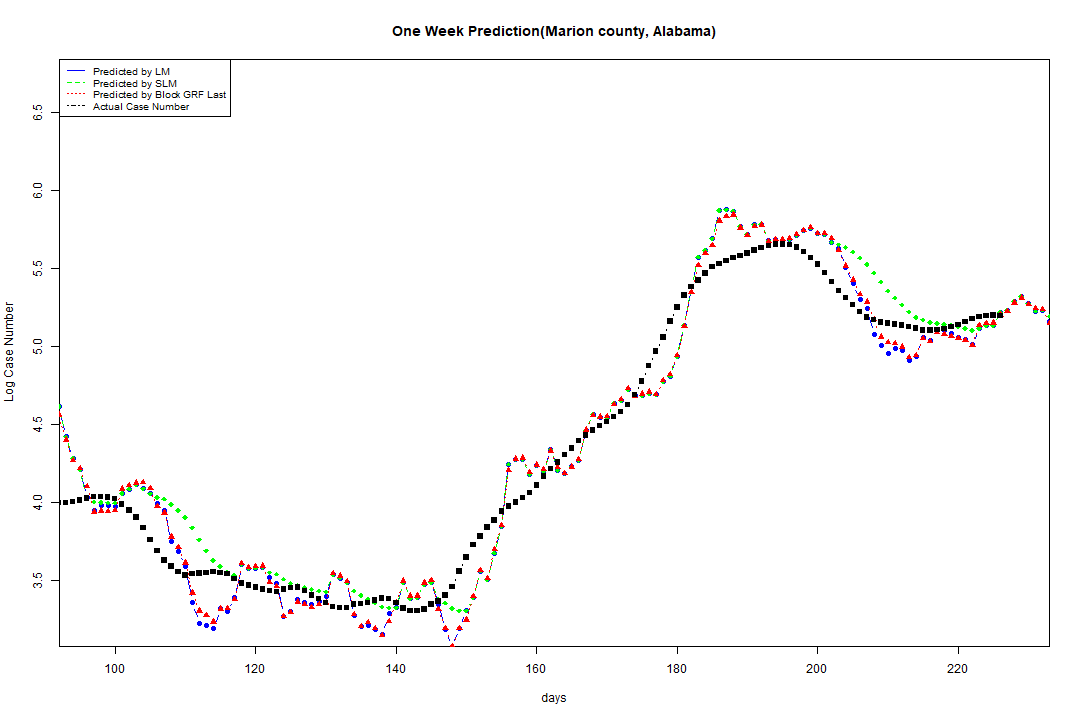 One Week Prediction(Marion county, Alabama)
Predicted by LM
Predicted by SLM
Predicted by Block GRF Last
Actual Case Number
6.5
6.0
5.5
5.0
4.5
4.0
3.5
Log Case Number
100 120 140 160 180 200 220
days